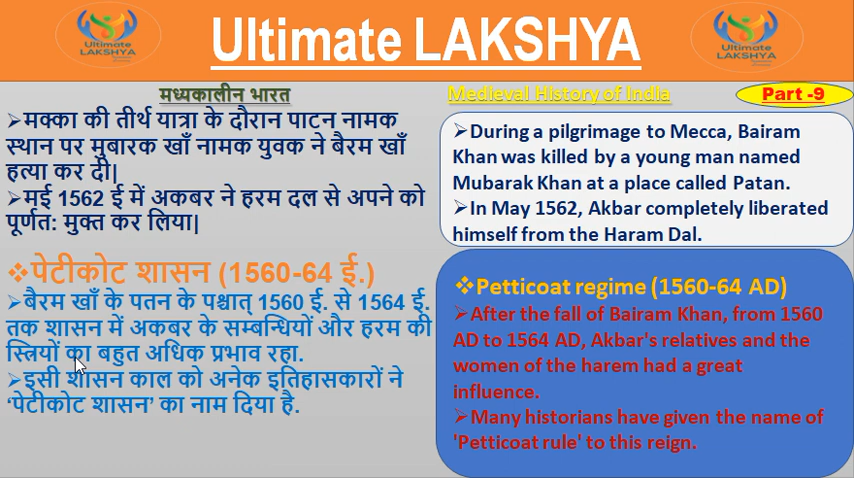 Ultimate LAKSHYA
Ultimate
LAKSHYA
Ultimate
LAKSHYA
मध्यकालीन भारत
➢मक्का की तीर्थ यात्रा के दौरान पाटन नामक
स्थान पर मुबारक खाँ नामक युवक ने बैरम खाँ
हत्या कर दी|
➢मई 1562 ई में अकबर ने हरम दल से अपने को
पूर्णत: मुक्त कर लिया|
❖पेटीकोट शासन (1560-64 ई.)
➢बैरम खाँ के पतन के पश्चात् 1560 ई. से 1564 ई.
तक शासन में अकबर के सम्बन्धियों और हरम की
स्त्रियों का बहुत अधिक प्रभाव रहा.
➢इसी शासन काल को अनेक इतिहासकारों ने
‘पेटीकोट शासन’ का नाम दिया है.
Medieval History of India
Part -9
➢During a pilgrimage to Mecca, Bairam
Khan was killed by a young man named
Mubarak Khan at a place called Patan.
➢In May 1562, Akbar completely liberated
himself from the Haram Dal.
❖Petticoat regime (1560-64 AD)
➢After the fall of Bairam Khan, from 1560
AD to 1564 AD, Akbar's relatives and the
women of the harem had a great
influence.
➢Many historians have given the name of
'Petticoat rule' to this reign.